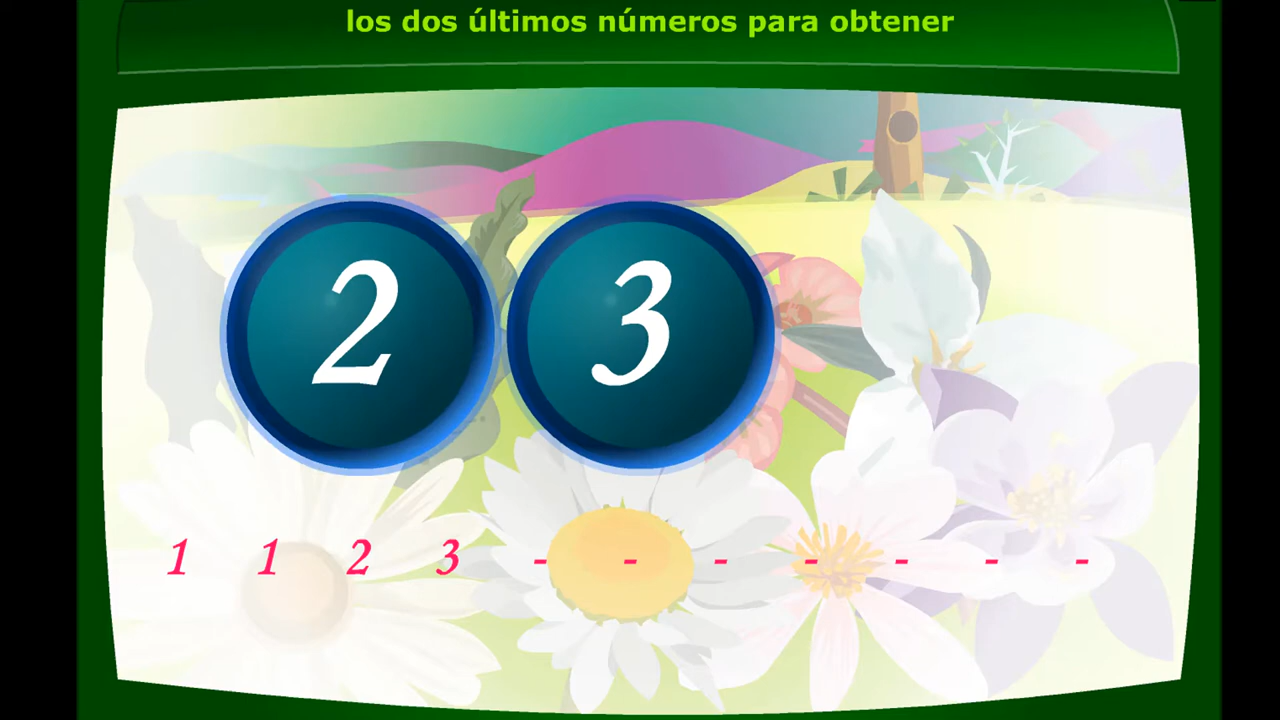 los dos últimos números para obtener
2 3
1 1 2 3 - - - - - - -